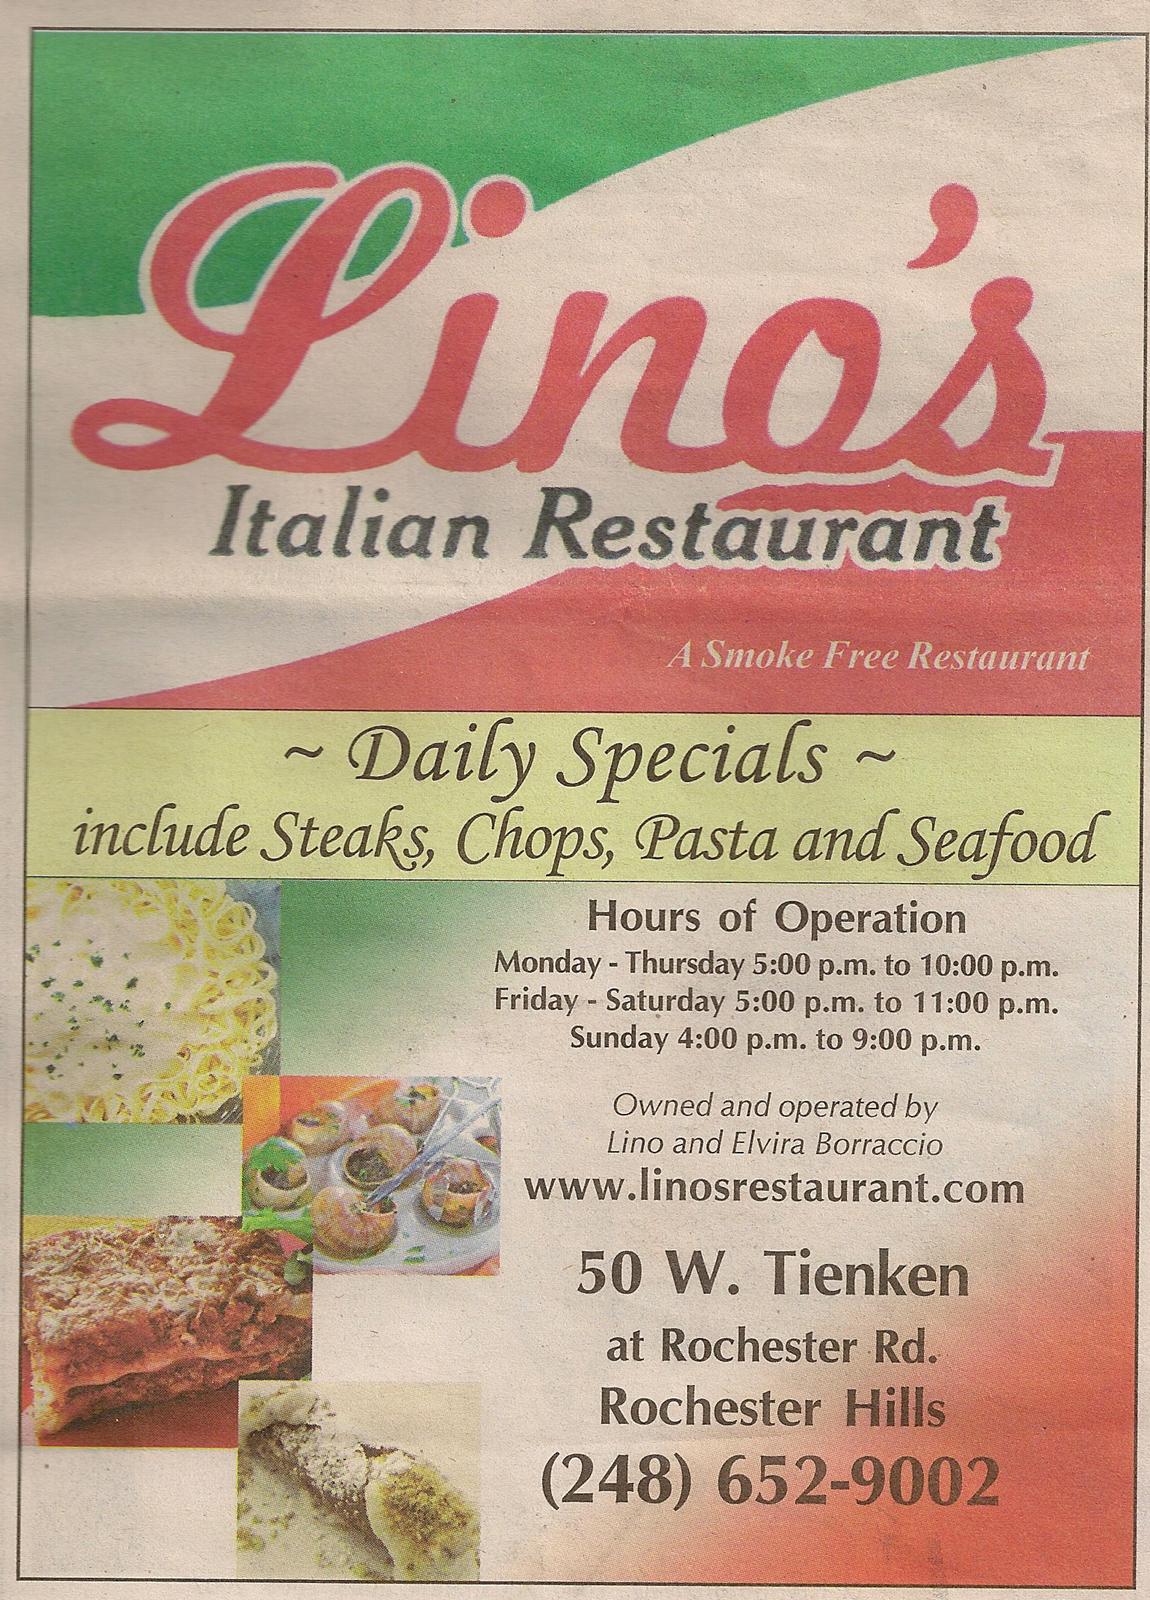 Lino's
Italian Restaurant
A Smoke Free Restaurant
~ Daily Specials ~
include Steaks, Chops, Pasta and Seafood
Hours of Operation
Monday - Thursday 5:00 p.m. to 10:00 p.m.
Friday - Saturday 5:00 p.m. to 11:00 p.m.
Sunday 4:00 p.m. to 9:00 p.m.
Owned and operated by
Lino and Elvira Borraccio
www.linosrestaurant.com
50 W. Tienken
at Rochester Rd.
Rochester Hills
(248) 652-9002